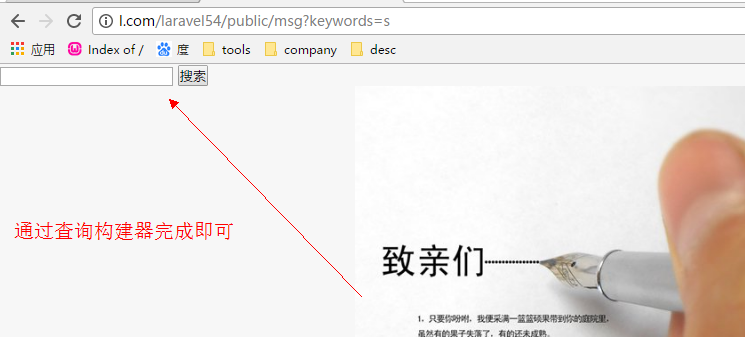 l.com/laravel54/public/msg?keywords=s
应用 Index of / 度 tools company desc
搜索
通过查询构建器完成即可
致亲们
1、只要你吩咐，我便采满一篮篮硕果带到你的庭院里，
虽然有的果子失落了，有的还未成熟。